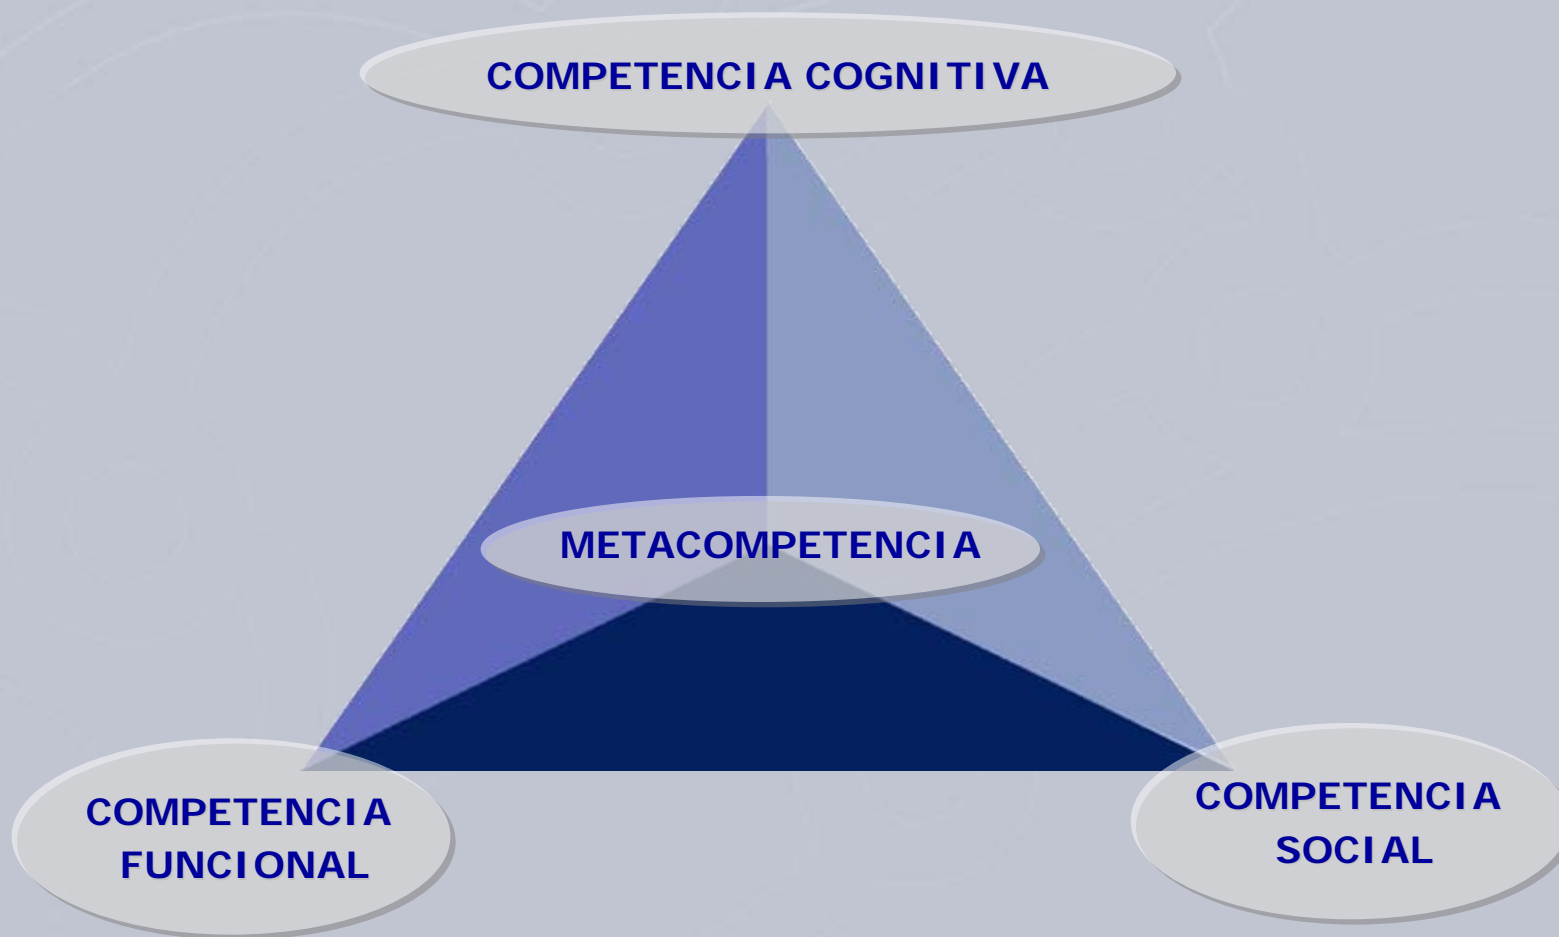 COMPETENCIA COGNITIVA
METACOMPETENCIA
COMPETENCIA
FUNCIONAL
COMPETENCIA
SOCIAL